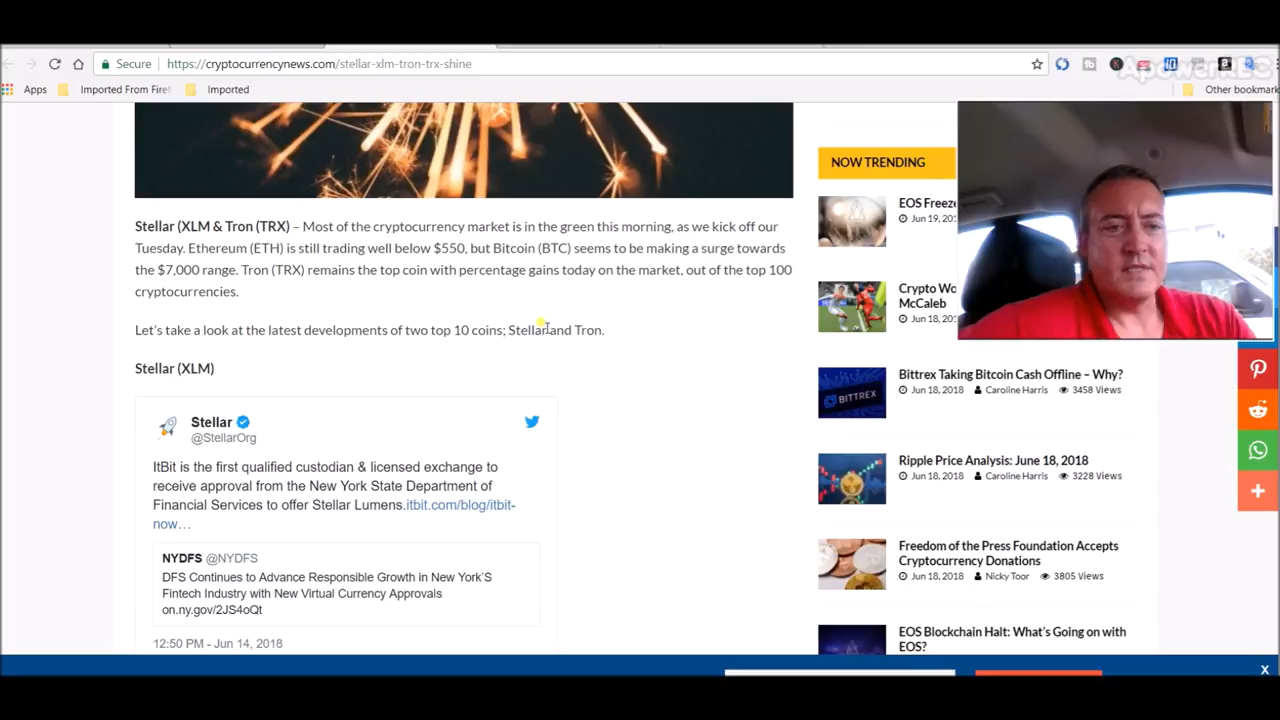 ApowerREC
Secure https://cryptocurrencynews.com/stellar-xlm-tron-trx-shine
Apps Imported From Firef Imported Other bookmark
Stellar (XLM & Tron (TRX) – Most of the cryptocurrency market is in the green this morning, as we kick off our
Tuesday. Ethereum (ETH) is still trading well below $550, but Bitcoin (BTC) seems to be making a surge towards
the $7,000 range. Tron (TRX) remains the top coin with percentage gains today on the market, out of the top 100
cryptocurrencies.
Let's take a look at the latest developments of two top 10 coins; Stellar and Tron.
Stellar (XLM)
Stellar
@StellarOrg
ItBit is the first qualified custodian & licensed exchange to
receive approval from the New York State Department of
Financial Services to offer Stellar Lumens.itbit.com/blog/itbit-
now…
NYDFS @NYDFS
DFS Continues to Advance Responsible Growth in New York'S
Fintech Industry with New Virtual Currency Approvals
on.ny.gov/2JS4oQt
12:50 PM - Jun 14, 2018
NOW TRENDING
EOS Freeze
Jun 19, 201
Crypto Wo
McCaleb
Jun 18, 201
Bittrex Taking Bitcoin Cash Offline – Why?
Jun 18, 2018 Caroline Harris 3458 Views
BITTREX
Ripple Price Analysis: June 18, 2018
Jun 18, 2018 Caroline Harris 3228 Views
Freedom of the Press Foundation Accepts
Cryptocurrency Donations
Jun 18, 2018 Nicky Toor 3805 Views
EOS Blockchain Halt: What's Going on with
EOS?
X